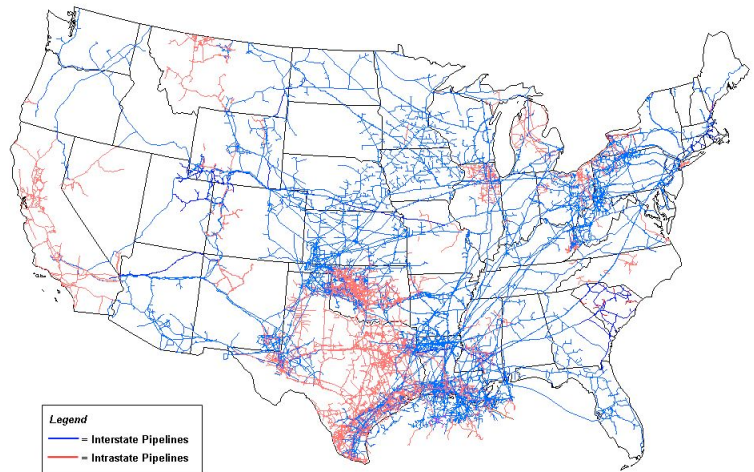 Legend
= Interstate Pipelines
= Intrastate Pipelines